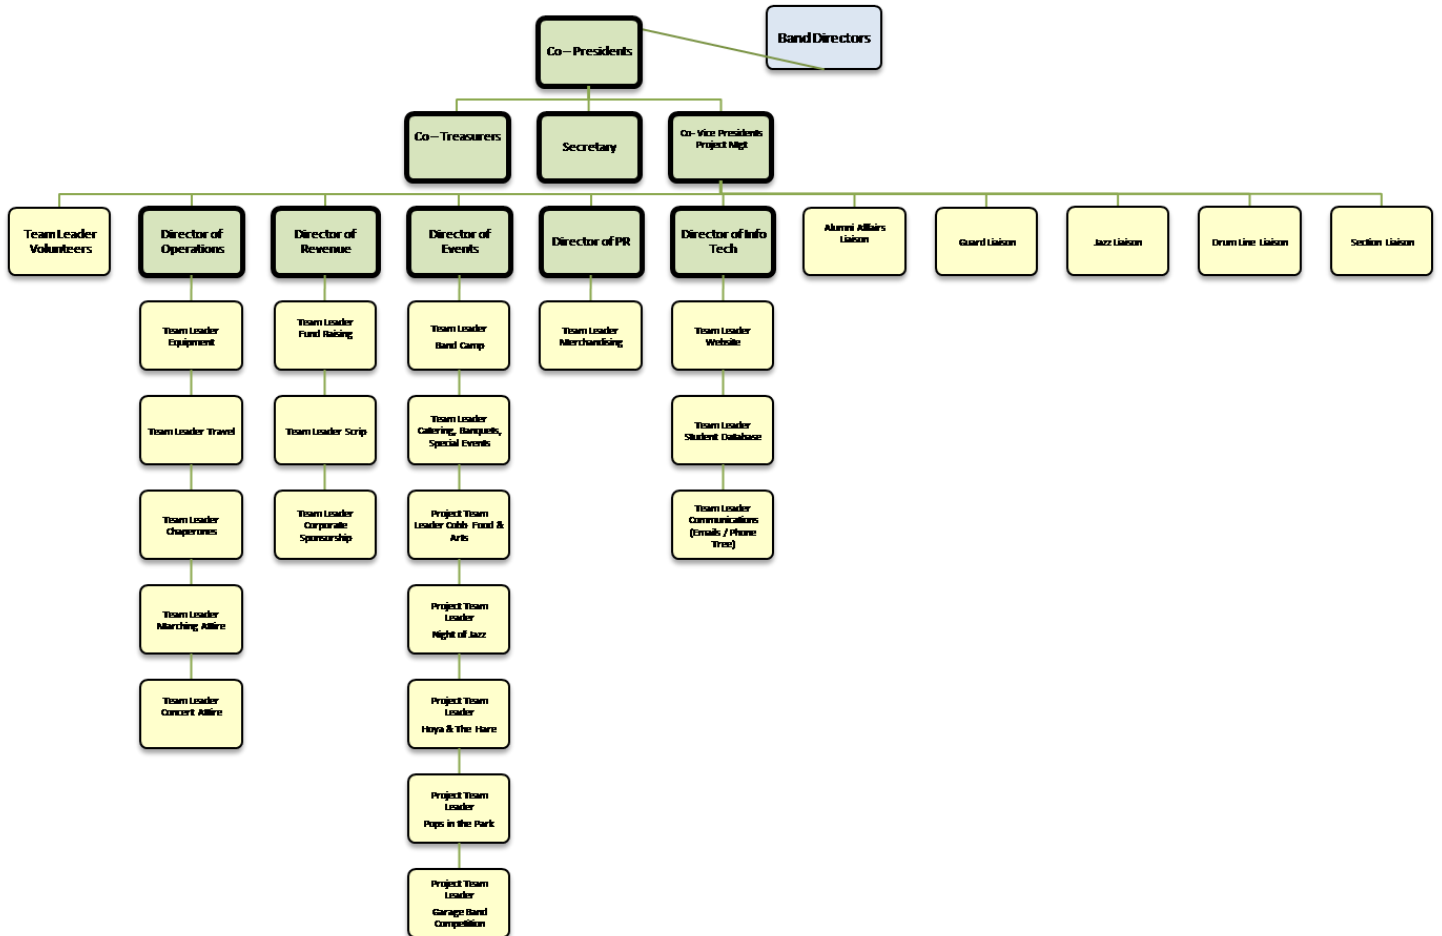 Co – Presidents
Band Directors
Co – Treasurers
Secretary
Co- Vice Presidents
Project Mgt
Team Leader
Volunteers
Director of
Operations
Director of
Revenue
Director of
Events
Director of PR
Director of Info
Tech
Alumni Affairs
Liaison
Guard Liaison
Jazz Liaison
Drum Line Liaison
Section Liaison
Team Leader
Equipment
Team Leader
Fund Raising
Team Leader
Band Camp
Team Leader
Merchandising
Team Leader
Website
Team Leader Travel
Team Leader Scrip
Team Leader
Catering, Banquets,
Special Events
Team Leader
Student Database
Team Leader
Chaperones
Team Leader
Corporate
Sponsorship
Project Team
Leader Cobb Food &
Arts
Team Leader
Communications
(Emails / Phone
Tree)
Team Leader
Marching Attire
Project Team
Leader
Night of Jazz
Team Leader
Concert Attire
Project Team
Leader
Hoya & The Hare
Project Team
Leader
Pops in the Park
Project Team
Leader
Garage Band
Competition